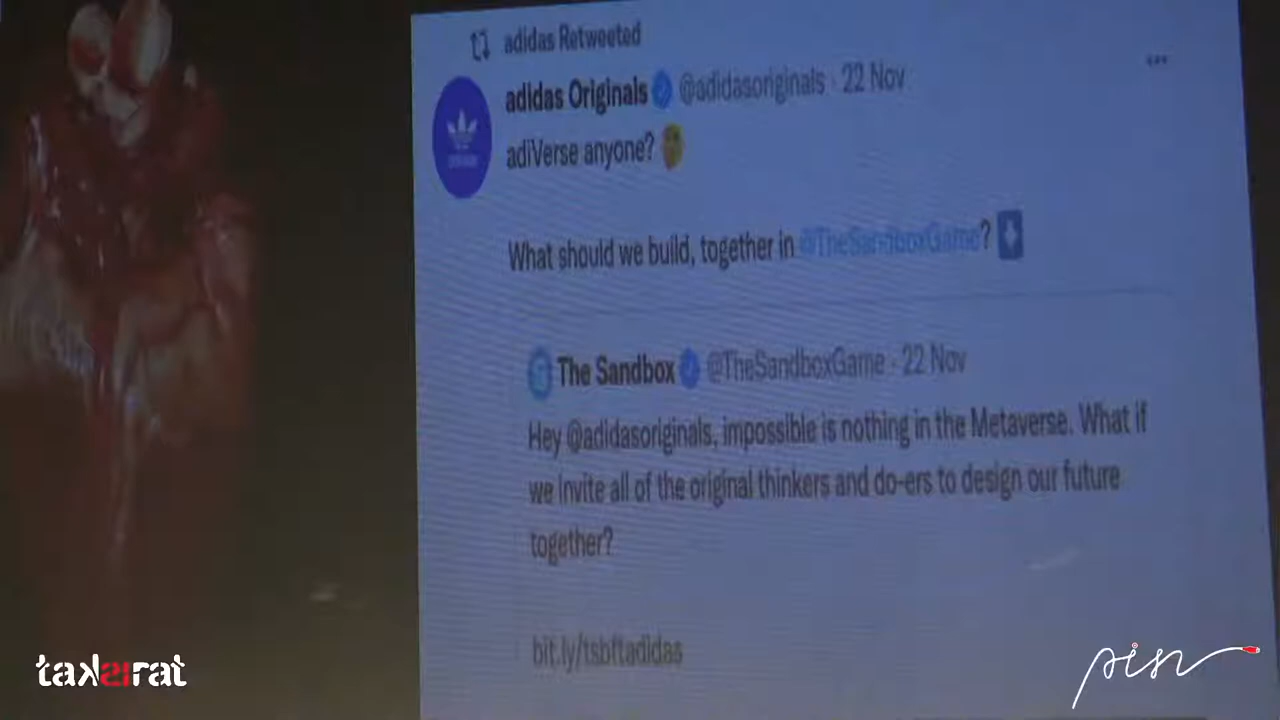 adidas Retweeted
adidas Originals @adidasoriginals · 22 Nov
adiVerse anyone?
What should we build, together in @TheSandboxGame?
The Sandbox @TheSandboxGame · 22 Nov
Hey @adidasoriginals, impossible is nothing in the Metaverse. What if
we invite all of the original thinkers and do-ers to design our future
together?
bit.ly/tsbftadidas
pin